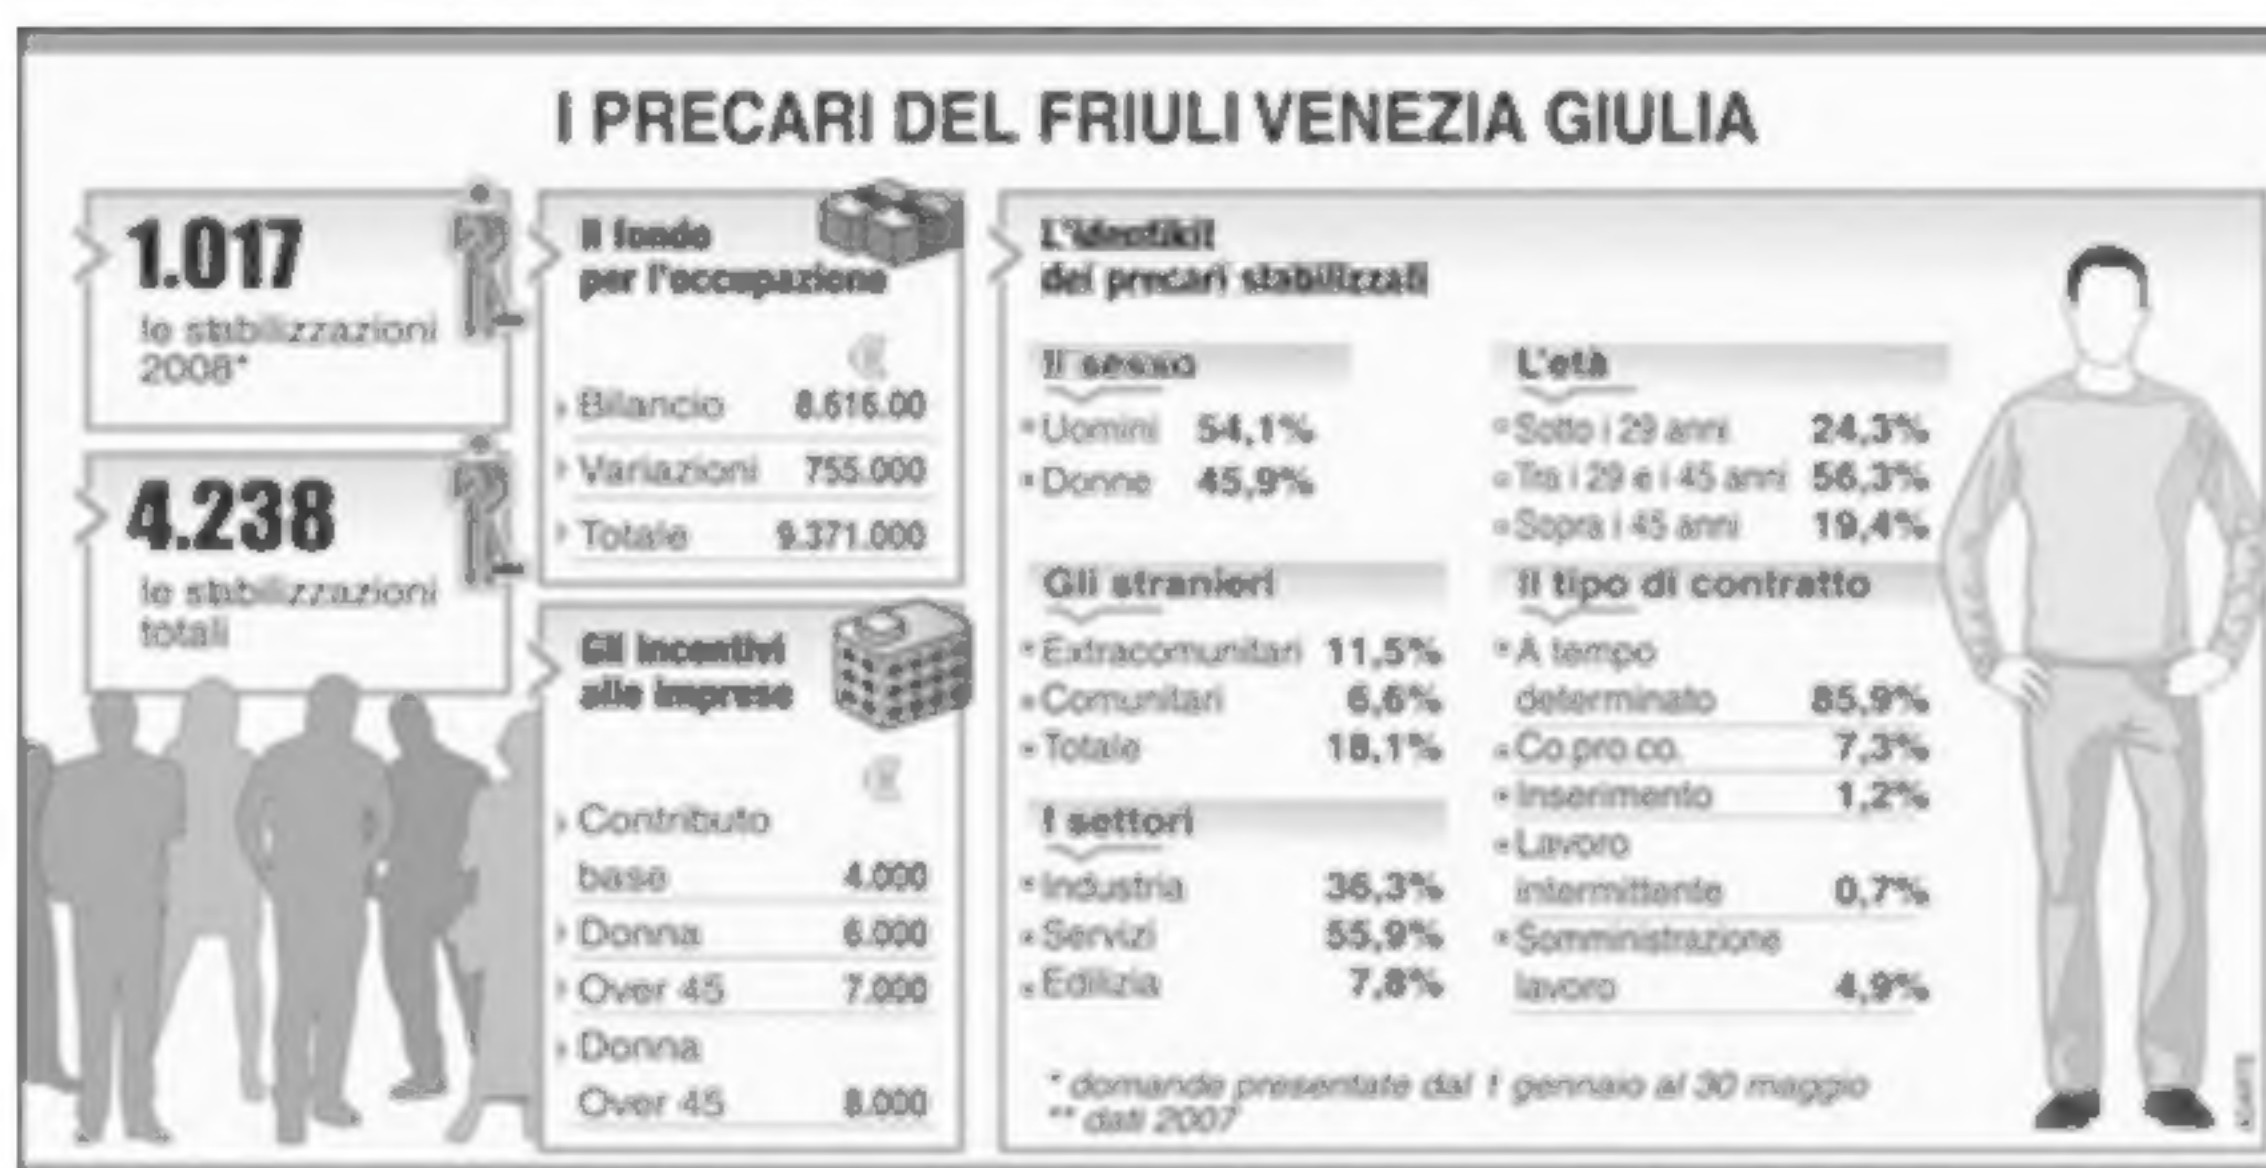 I PRECARI DEL FRIULI VENEZIA GIULIA
1.017
le stabilizzazioni
2008*
4.238
le stabilizzazioni
totali
Il fondo
per l'occupazione
€
Bilancio 8.616.00
Variazioni 755.000
Totale 9.371.000
Gli incentivi
alle imprese
€
Contributo
base 4.000
Donna 6.000
Over 45 7.000
Donna
Over 45 8.000
L'identikit
dei precari stabilizzati
Il sesso
Uomini 54,1%
Donne 45,9%
Gli stranieri
Extracomunitari 11,5%
Comunitari 6,6%
Totale 18,1%
I settori
Industria 36,3%
Servizi 55,9%
Edilizia 7,8%
L'età
Sotto i 29 anni 24,3%
Tra i 29 e i 45 anni 56,3%
Sopra i 45 anni 19,4%
Il tipo di contratto
A tempo
determinato 85,9%
Co.pro.co. 7,3%
Inserimento 1,2%
Lavoro
intermittente 0,7%
Somministrazione
lavoro 4,9%
* domande presentate dal 1 gennaio al 30 maggio
** dati 2007